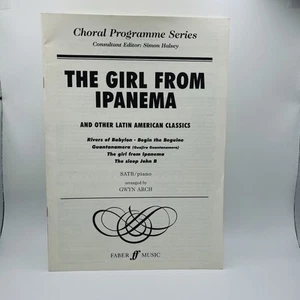 Choral Programme Series
Consultant Editor: Simon Halsey
THE GIRL FROM
IPANEMA
AND OTHER LATIN AMERICAN CLASSICS
Rivers of Babylon · Begin the Beguine
Guantanamera (Guajira Guantanamera)
The girl from Ipanema
The sloop John B
SATB/piano
arranged by
GWYN ARCH
FABER ff MUSIC